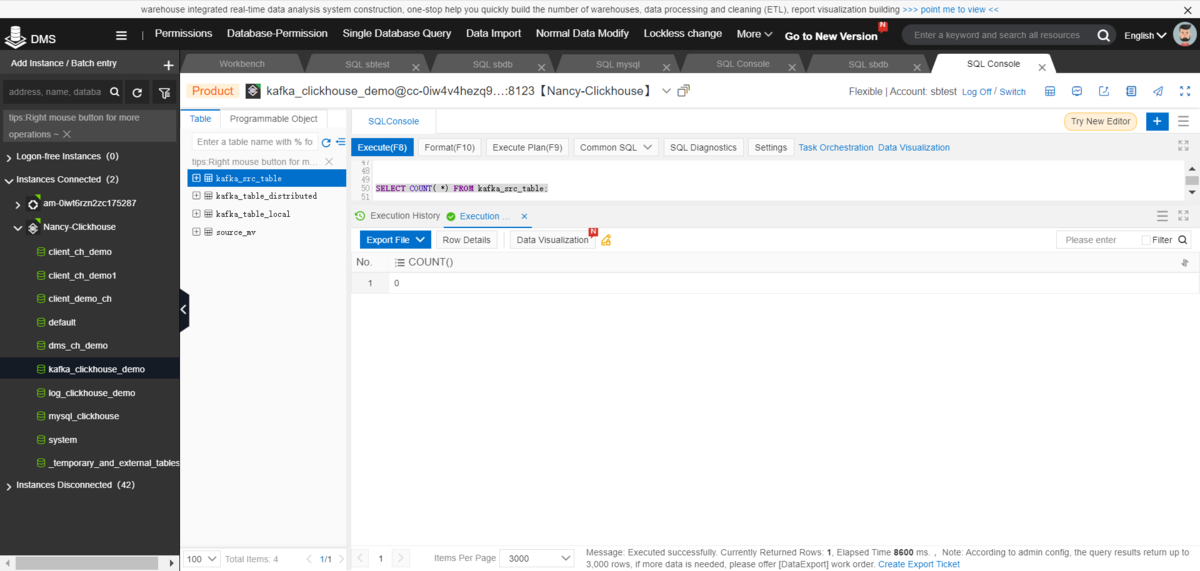 warehouse integrated real-time data analysis system construction, one-stop help you quickly build the number of warehouses, data processing and cleaning (ETL), report visualization building >>> point me to view <<
DMS
Permissions Database-Permission Single Database Query Data Import Normal Data Modify Lockless change More Go to New Version N Enter a keyword and search all resources English
Add Instance / Batch entry +
Workbench SQL sbtest SQL sbdb SQL mysql SQL Console SQL sbdb SQL Console
address, name, databa
Product kafka_clickhouse_demo@cc-0iw4v4hezq9...:8123【Nancy-Clickhouse】
Flexible | Account: sbtest Log Off / Switch
tips:Right mouse button for more
operations ~
Logon-free Instances (0)
Instances Connected (2)
am-0iwt6rzn2zc175287
Nancy-Clickhouse
client_ch_demo
client_ch_demo1
client_demo_ch
default
dms_ch_demo
kafka_clickhouse_demo
log_clickhouse_demo
mysql_clickhouse
system
_temporary_and_external_tables
Instances Disconnected (42)
Table Programmable Object
Enter a table name with % fo
tips:Right mouse button for m...
kafka_src_table
kafka_table_distributed
kafka_table_local
source_mv
100 Total Items: 4 1/1
SQLConsole
Try New Editor +
Execute(F8) Format(F10) Execute Plan(F9) Common SQL SQL Diagnostics Settings Task Orchestration Data Visualization
47
48
49
50 SELECT COUNT( *) FROM kafka_src_table;
51
Execution History Execution ...
Export File Row Details Data Visualization N Please enter Filter
No. COUNT()
1 0
1 Items Per Page 3000
Message: Executed successfully. Currently Returned Rows: 1, Elapsed Time 8600 ms. , Note: According to admin config, the query results return up to
3,000 rows, if more data is needed, please offer [DataExport] work order. Create Export Ticket